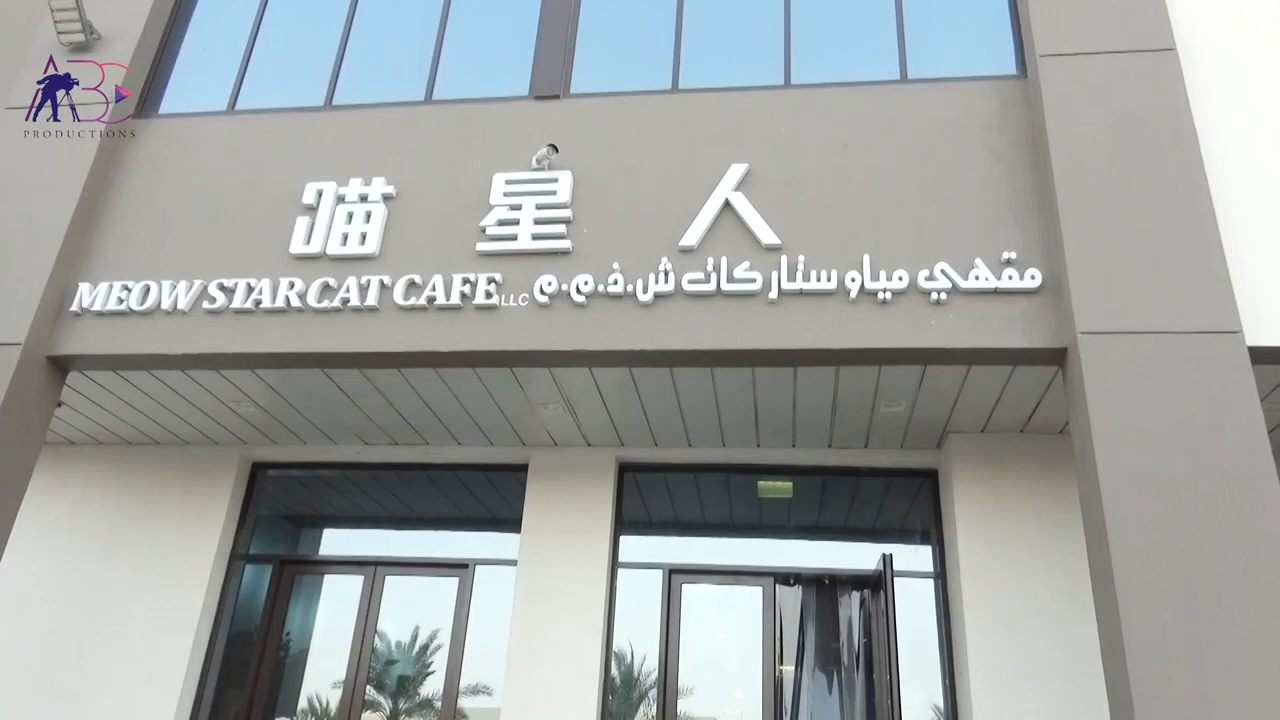 ABC
PRODUCTIONS
喵星人
MEOW STAR CAT CAFE LLC مقهي مياو ستار كات ش.ذ.م.م